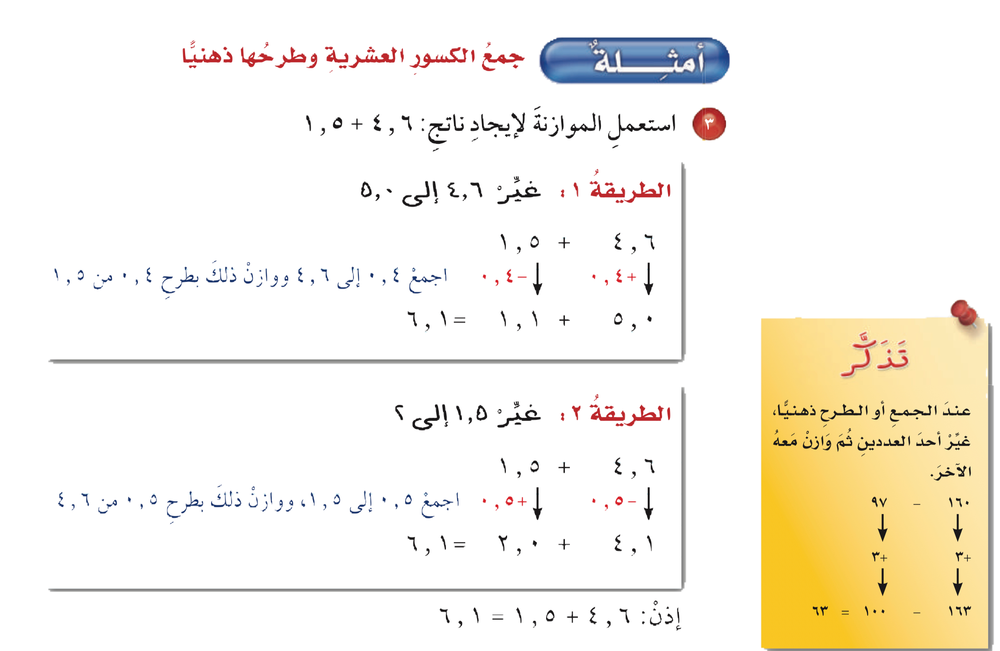 أمثِلةٌ جمعُ الكسورِ العشريةِ وطرحُها ذهنيًّا
٣ استعملِ الموازنةَ لإيجادِ ناتجِ: ٤,٦ + ١,٥
الطريقةُ ١: غيِّرْ ٤,٦ إلى ٥,٠
٤,٦ + ١,٥
+٠,٤ −٠,٤ اجمعْ ٠,٤ إلى ٤,٦ ووازنْ ذلكَ بطرحِ ٠,٤ من ١,٥
٥,٠ + ١,١ = ٦,١
الطريقةُ ٢: غيِّرْ ١,٥ إلى ٢
٤,٦ + ١,٥
−٠,٥ +٠,٥ اجمعْ ٠,٥ إلى ١,٥، ووازنْ ذلكَ بطرحِ ٠,٥ من ٤,٦
٤,١ + ٢,٠ = ٦,١
إذنْ: ٤,٦ + ١,٥ = ٦,١
تَذَكَّر
عندَ الجمعِ أو الطرحِ ذهنيًّا،
غيِّرْ أحدَ العددينِ ثُمَ وَازنْ مَعهُ
الآخرَ.
١٦٠ − ٩٧
+٣ +٣
١٦٣ − ١٠٠ = ٦٣